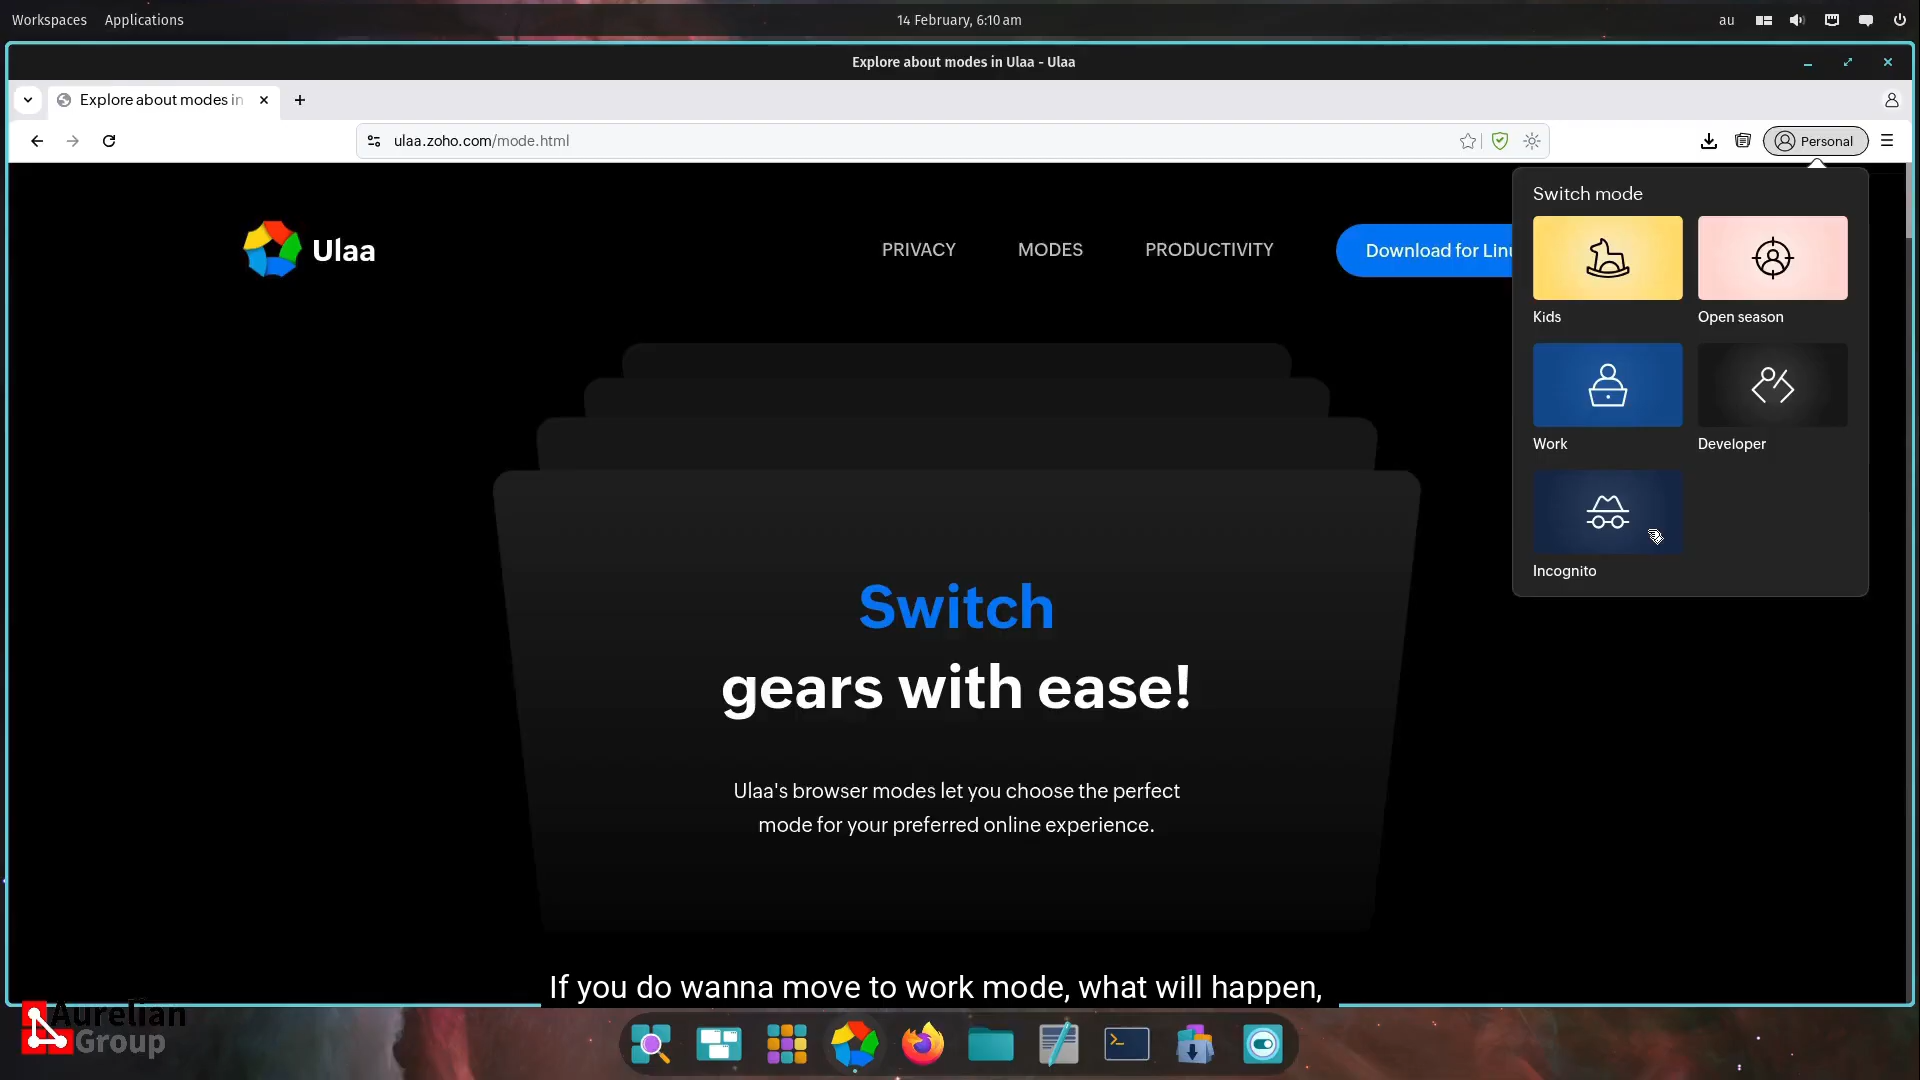 Workspaces
Applications
14 February, 6:10 am
au
Explore about modes in Ulaa - Ulaa
Explore about modes in
ulaa.zoho.com/mode.html
Personal
Ulaa
PRIVACY
MODES
PRODUCTIVITY
Download for Linu
Switch mode
Kids
Open season
Work
Developer
Incognito
Switch
gears with ease!
Ulaa's browser modes let you choose the perfect
mode for your preferred online experience.
If you do wanna move to work mode, what will happen,
Aurelian
Group